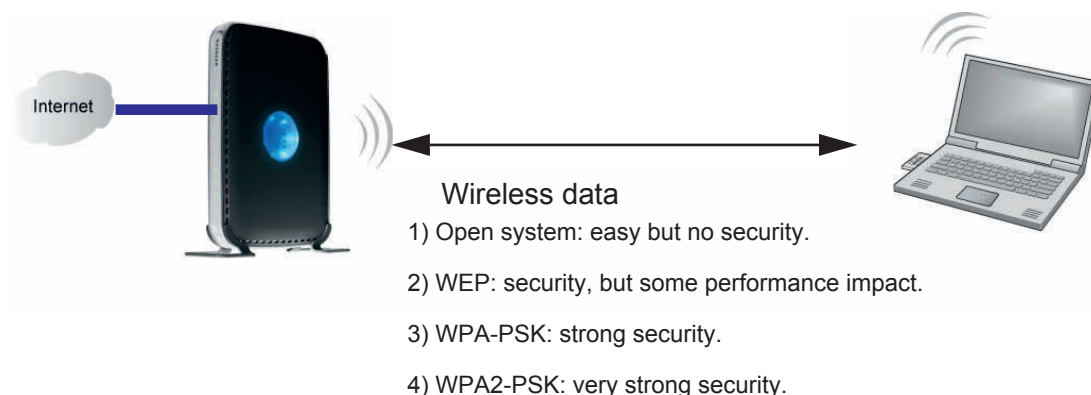 Internet
Wireless data
1) Open system: easy but no security.
2) WEP: security, but some performance impact.
3) WPA-PSK: strong security.
4) WPA2-PSK: very strong security.